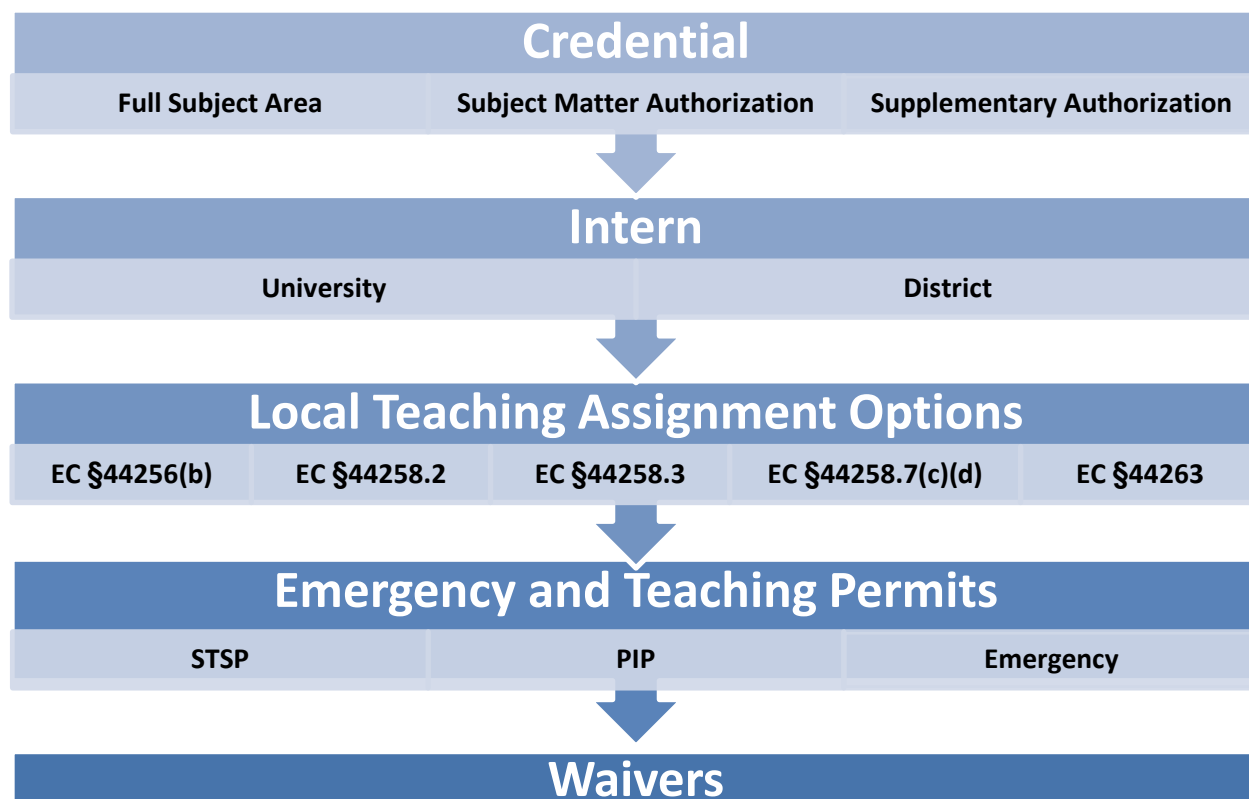 Credential
Full Subject Area Subject Matter Authorization Supplementary Authorization
Intern
University District
Local Teaching Assignment Options
EC §44256(b) EC §44258.2 EC §44258.3 EC §44258.7(c)(d) EC §44263
Emergency and Teaching Permits
STSP PIP Emergency
Waivers